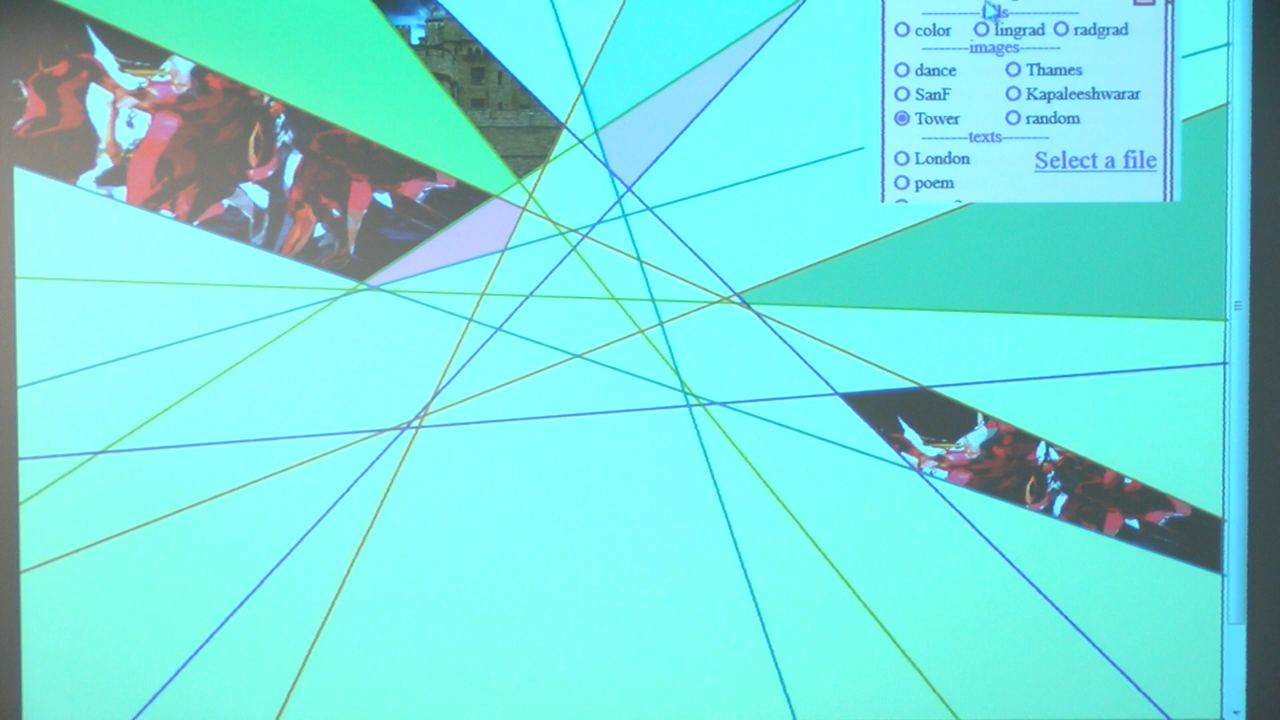 color lingrad radgrad
--------images-------
dance Thames
SanF Kapaleeshwarar
Tower random
--------texts-------
London Select a file
poem